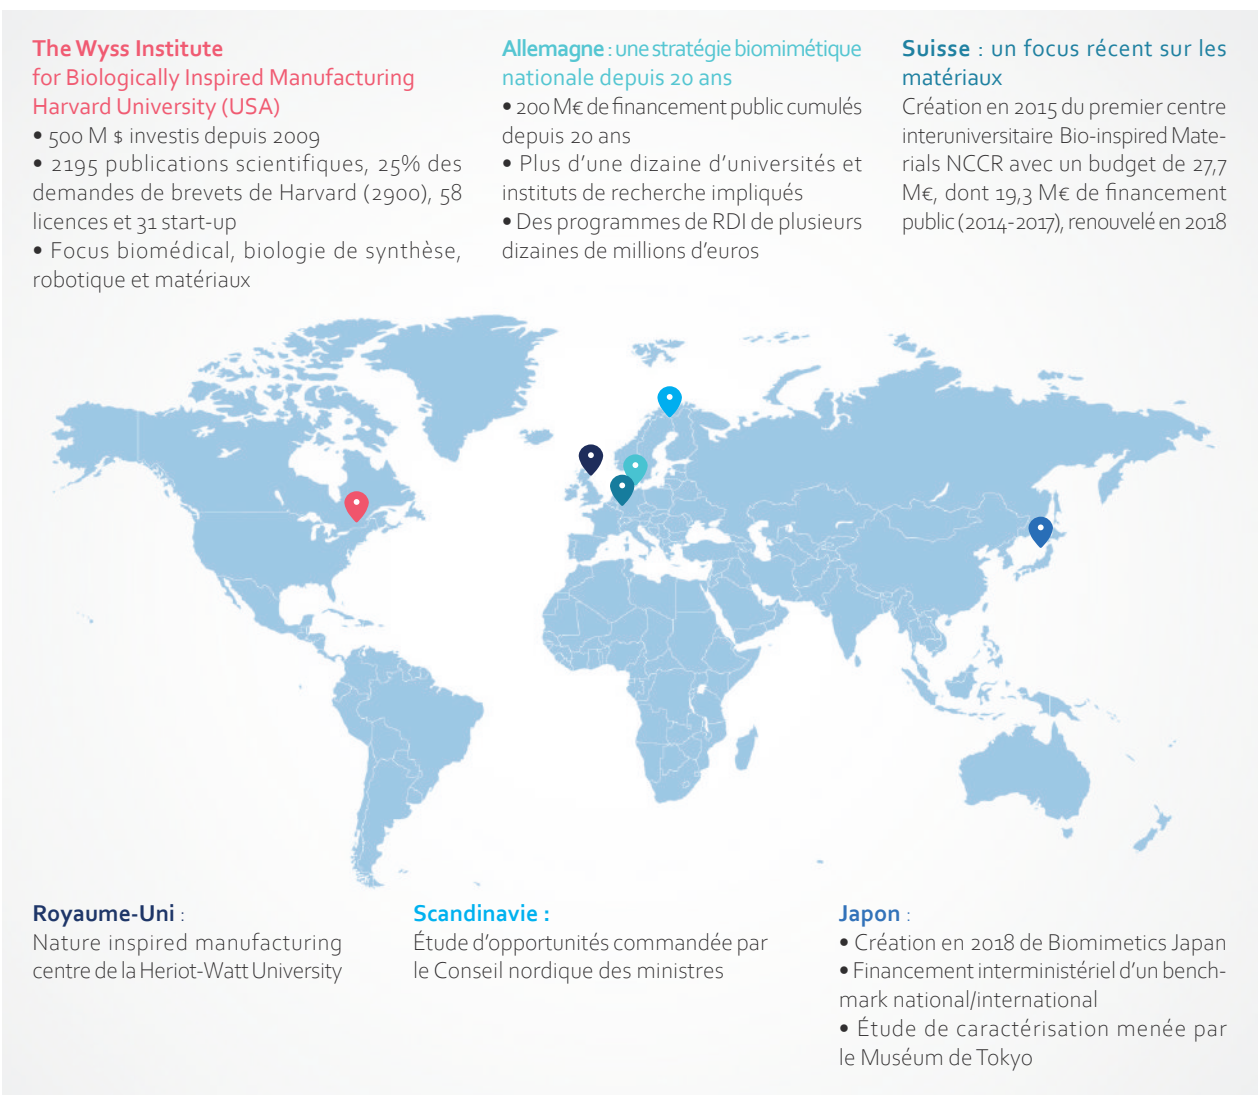 The Wyss Institute
for Biologically Inspired Manufacturing
Harvard University (USA)
• 500 M $ investis depuis 2009
• 2195 publications scientifiques, 25% des
demandes de brevets de Harvard (2900), 58
licences et 31 start-up
• Focus biomédical, biologie de synthèse,
robotique et matériaux
Allemagne : une stratégie biomimétique
nationale depuis 20 ans
• 200 M€ de financement public cumulés
depuis 20 ans
• Plus d'une dizaine d'universités et
instituts de recherche impliqués
• Des programmes de RDI de plusieurs
dizaines de millions d'euros
Suisse : un focus récent sur les
matériaux
Création en 2015 du premier centre
interuniversitaire Bio-inspired Mate-
rials NCCR avec un budget de 27,7
M€, dont 19,3 M€ de financement
public (2014-2017), renouvelé en 2018
Royaume-Uni :
Nature inspired manufacturing
centre de la Heriot-Watt University
Scandinavie :
Étude d'opportunités commandée par
le Conseil nordique des ministres
Japon :
• Création en 2018 de Biomimetics Japan
• Financement interministériel d'un bench-
mark national/international
• Étude de caractérisation menée par
le Muséum de Tokyo